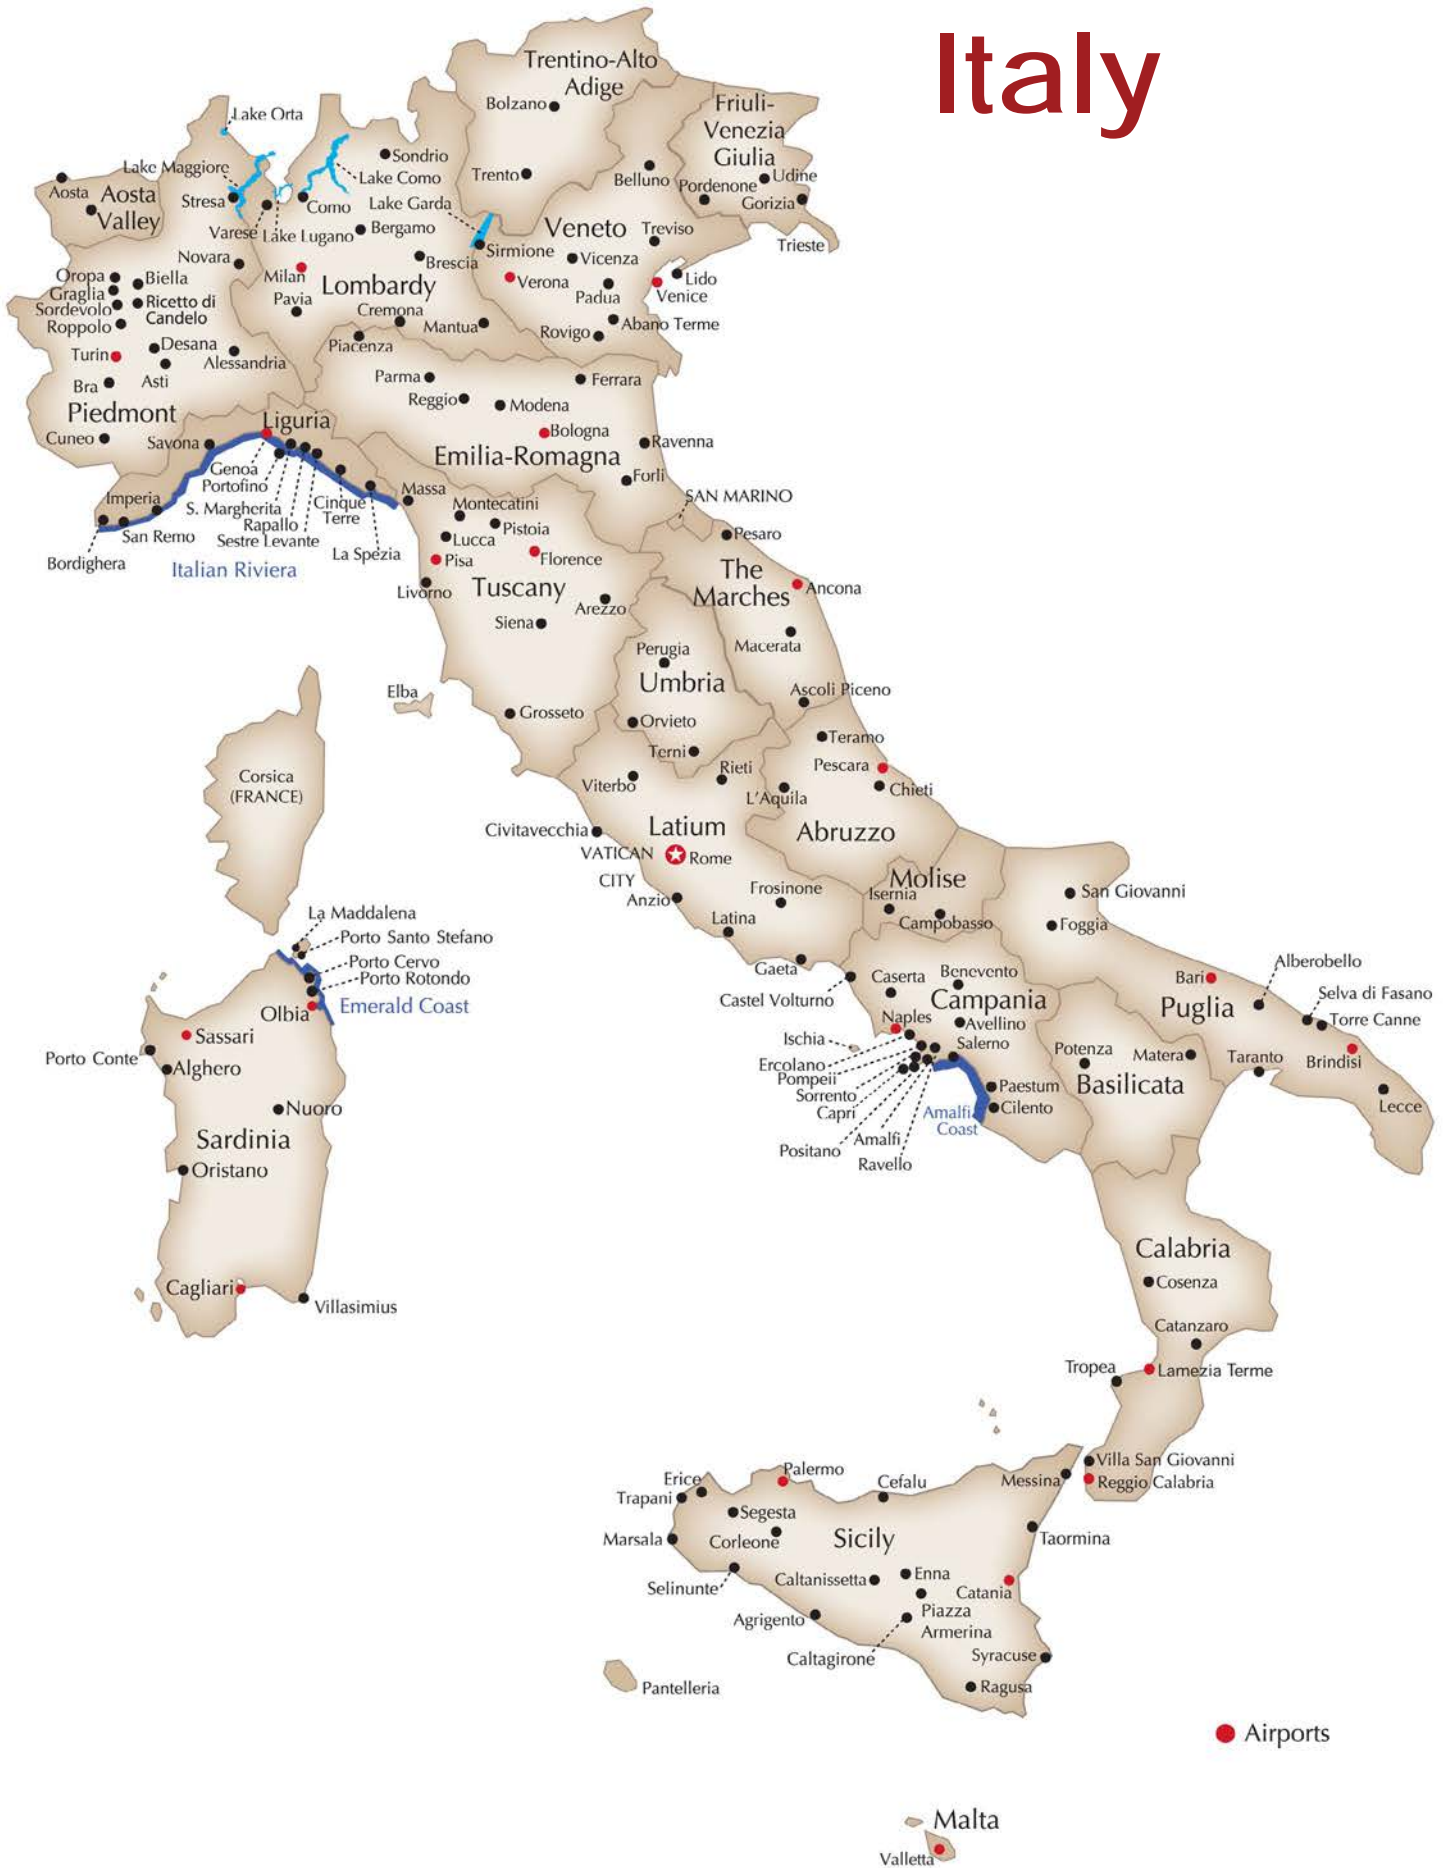 Italy
Trentino-Alto
Adige
Bolzano
Trento
Friuli-
Venezia
Giulia
Udine
Pordenone
Gorizia
Trieste
Belluno
Lake Orta
Lake Maggiore
Stresa
Varese
Lake Lugano
Como
Sondrio
Lake Como
Lake Garda
Bergamo
Brescia
Sirmione
Aosta
Aosta
Valley
Veneto
Treviso
Vicenza
Verona
Padua
Lido
Venice
Abano Terme
Rovigo
Novara
Milan
Lombardy
Pavia
Cremona
Mantua
Oropa
Graglia
Sordevolo
Roppolo
Biella
Ricetto di
Candelo
Turin
Desana
Asti
Alessandria
Bra
Piedmont
Cuneo
Piacenza
Parma
Reggio
Modena
Ferrara
Bologna
Emilia-Romagna
Ravenna
Forli
Liguria
Savona
Genoa
Portofino
S. Margherita
Rapallo
Sestre Levante
Cinque
Terre
La Spezia
Imperia
San Remo
Bordighera
Italian Riviera
Massa
Montecatini
Pistoia
Lucca
Pisa
Florence
Livorno
Tuscany
Arezzo
Siena
Grosseto
Elba
SAN MARINO
Pesaro
The
Marches
Ancona
Macerata
Ascoli Piceno
Perugia
Umbria
Orvieto
Terni
Corsica
(FRANCE)
Viterbo
Rieti
Civitavecchia
Latium
VATICAN
CITY
Rome
Anzio
Frosinone
Latina
Gaeta
Teramo
Pescara
Chieti
L'Aquila
Abruzzo
Molise
Isernia
Campobasso
San Giovanni
Foggia
Castel Volturno
Caserta
Benevento
Campania
Naples
Avellino
Salerno
Ischia
Ercolano
Pompeii
Sorrento
Capri
Positano
Amalfi
Ravello
Amalfi
Coast
Paestum
Cilento
Bari
Puglia
Alberobello
Selva di Fasano
Torre Canne
Brindisi
Taranto
Lecce
Potenza
Matera
Basilicata
La Maddalena
Porto Santo Stefano
Porto Cervo
Porto Rotondo
Olbia
Emerald Coast
Sassari
Porto Conte
Alghero
Nuoro
Sardinia
Oristano
Cagliari
Villasimius
Calabria
Cosenza
Catanzaro
Tropea
Lamezia Terme
Villa San Giovanni
Reggio Calabria
Messina
Palermo
Erice
Trapani
Segesta
Cefalu
Marsala
Corleone
Sicily
Taormina
Selinunte
Caltanissetta
Enna
Catania
Piazza
Armerina
Agrigento
Caltagirone
Syracuse
Ragusa
Pantelleria
Airports
Malta
Valletta